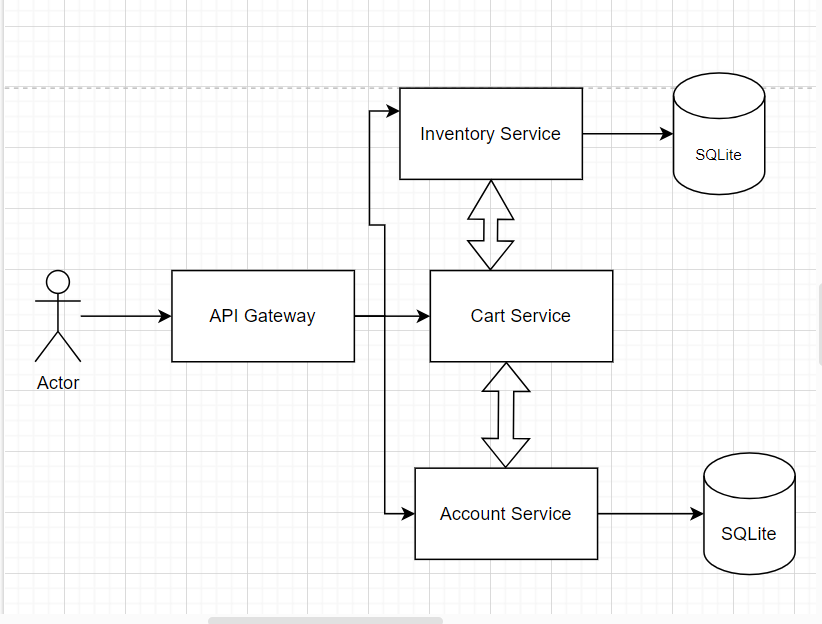 Inventory Service
SQLite
API Gateway
Cart Service
Actor
Account Service
SQLite